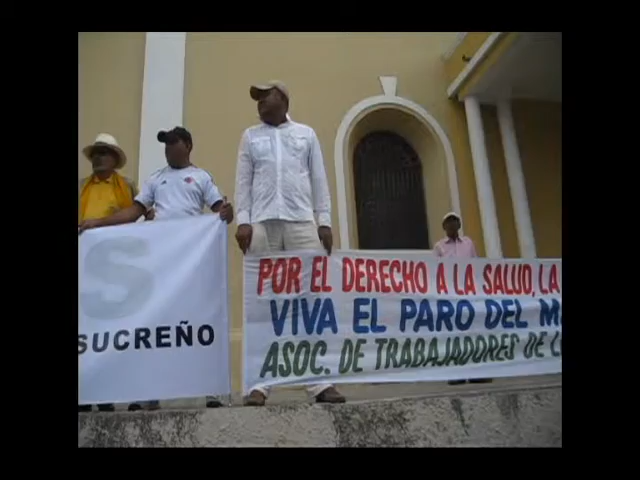 S
SUCREÑO
POR EL DERECHO A LA SALUD, LA
VIVA EL PARO DEL M
ASOC. DE TRABAJADORES DE